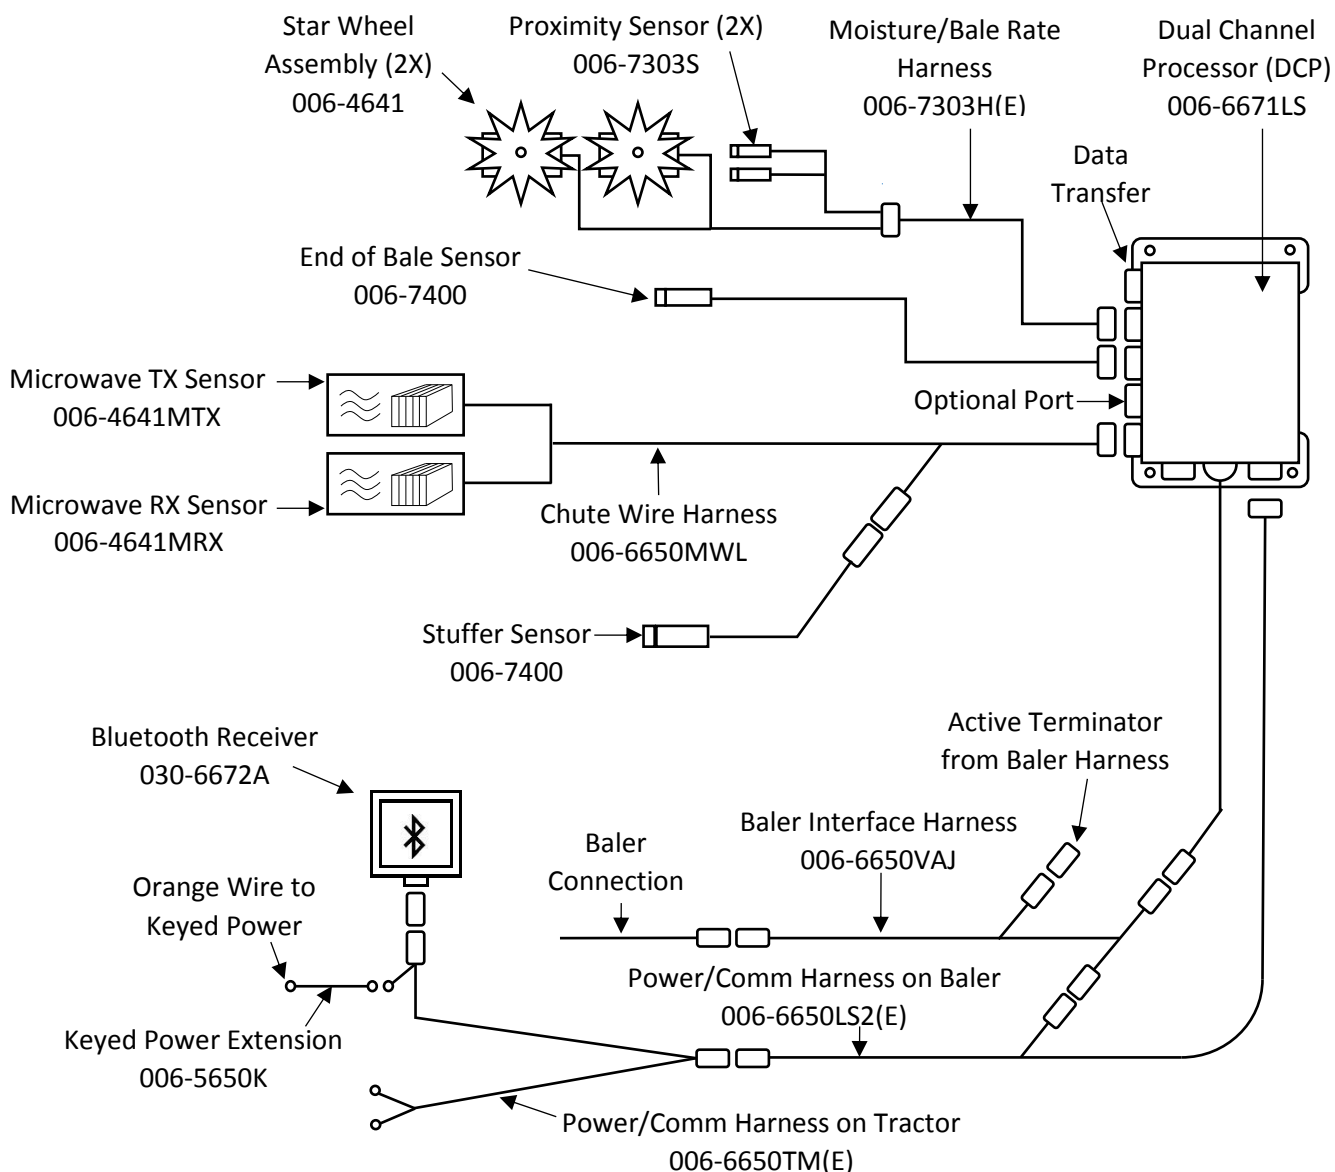 Star Wheel
Assembly (2X)
006-4641
Proximity Sensor (2X)
006-7303S
Moisture/Bale Rate
Harness
006-7303H(E)
Dual Channel
Processor (DCP)
006-6671LS
Data
Transfer
End of Bale Sensor
006-7400
Microwave TX Sensor
006-4641MTX
Optional Port
Microwave RX Sensor
006-4641MRX
Chute Wire Harness
006-6650MWL
Stuffer Sensor
006-7400
Bluetooth Receiver
030-6672A
Active Terminator
from Baler Harness
Baler Interface Harness
006-6650VAJ
Baler
Connection
Orange Wire to
Keyed Power
Power/Comm Harness on Baler
006-6650LS2(E)
Keyed Power Extension
006-5650K
Power/Comm Harness on Tractor
006-6650TM(E)